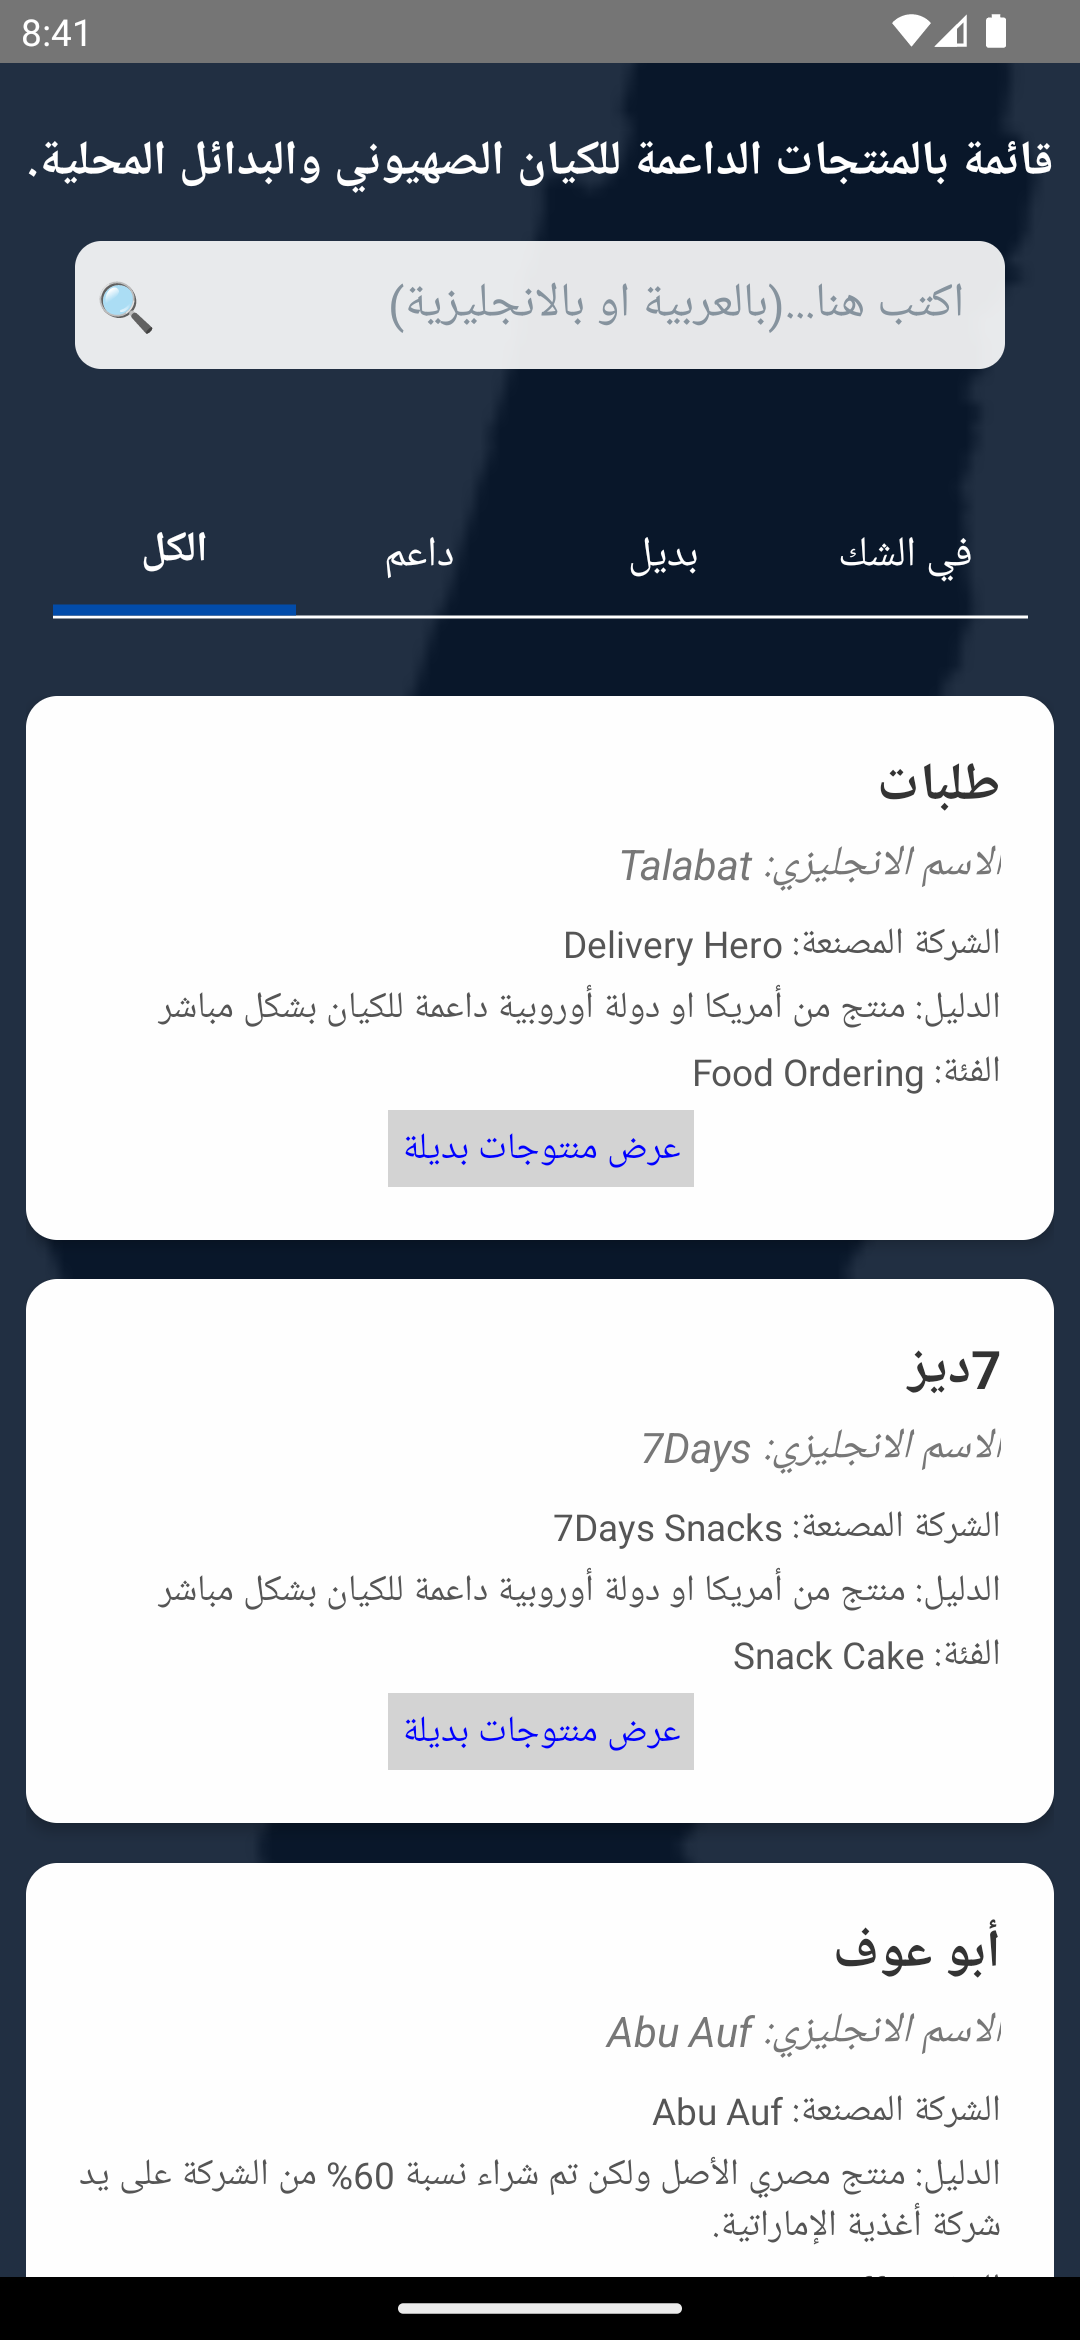 8:41
قائمة بالمنتجات الداعمة للكيان الصهيوني والبدائل المحلية.
اكتب هنا...(بالعربية او بالانجليزية)
في الشك
بديل
داعم
الكل
طلبات
الاسم الانجليزي: Talabat
الشركة المصنعة: Delivery Hero
الدليل: منتج من أمريكا او دولة أوروبية داعمة للكيان بشكل مباشر
الفئة: Food Ordering
عرض منتوجات بديلة
7ديز
الاسم الانجليزي: 7Days
الشركة المصنعة: 7Days Snacks
الدليل: منتج من أمريكا او دولة أوروبية داعمة للكيان بشكل مباشر
الفئة: Snack Cake
عرض منتوجات بديلة
أبو عوف
الاسم الانجليزي: Abu Auf
الشركة المصنعة: Abu Auf
الدليل: منتج مصري الأصل ولكن تم شراء نسبة 60% من الشركة على يد
شركة أغذية الإماراتية.